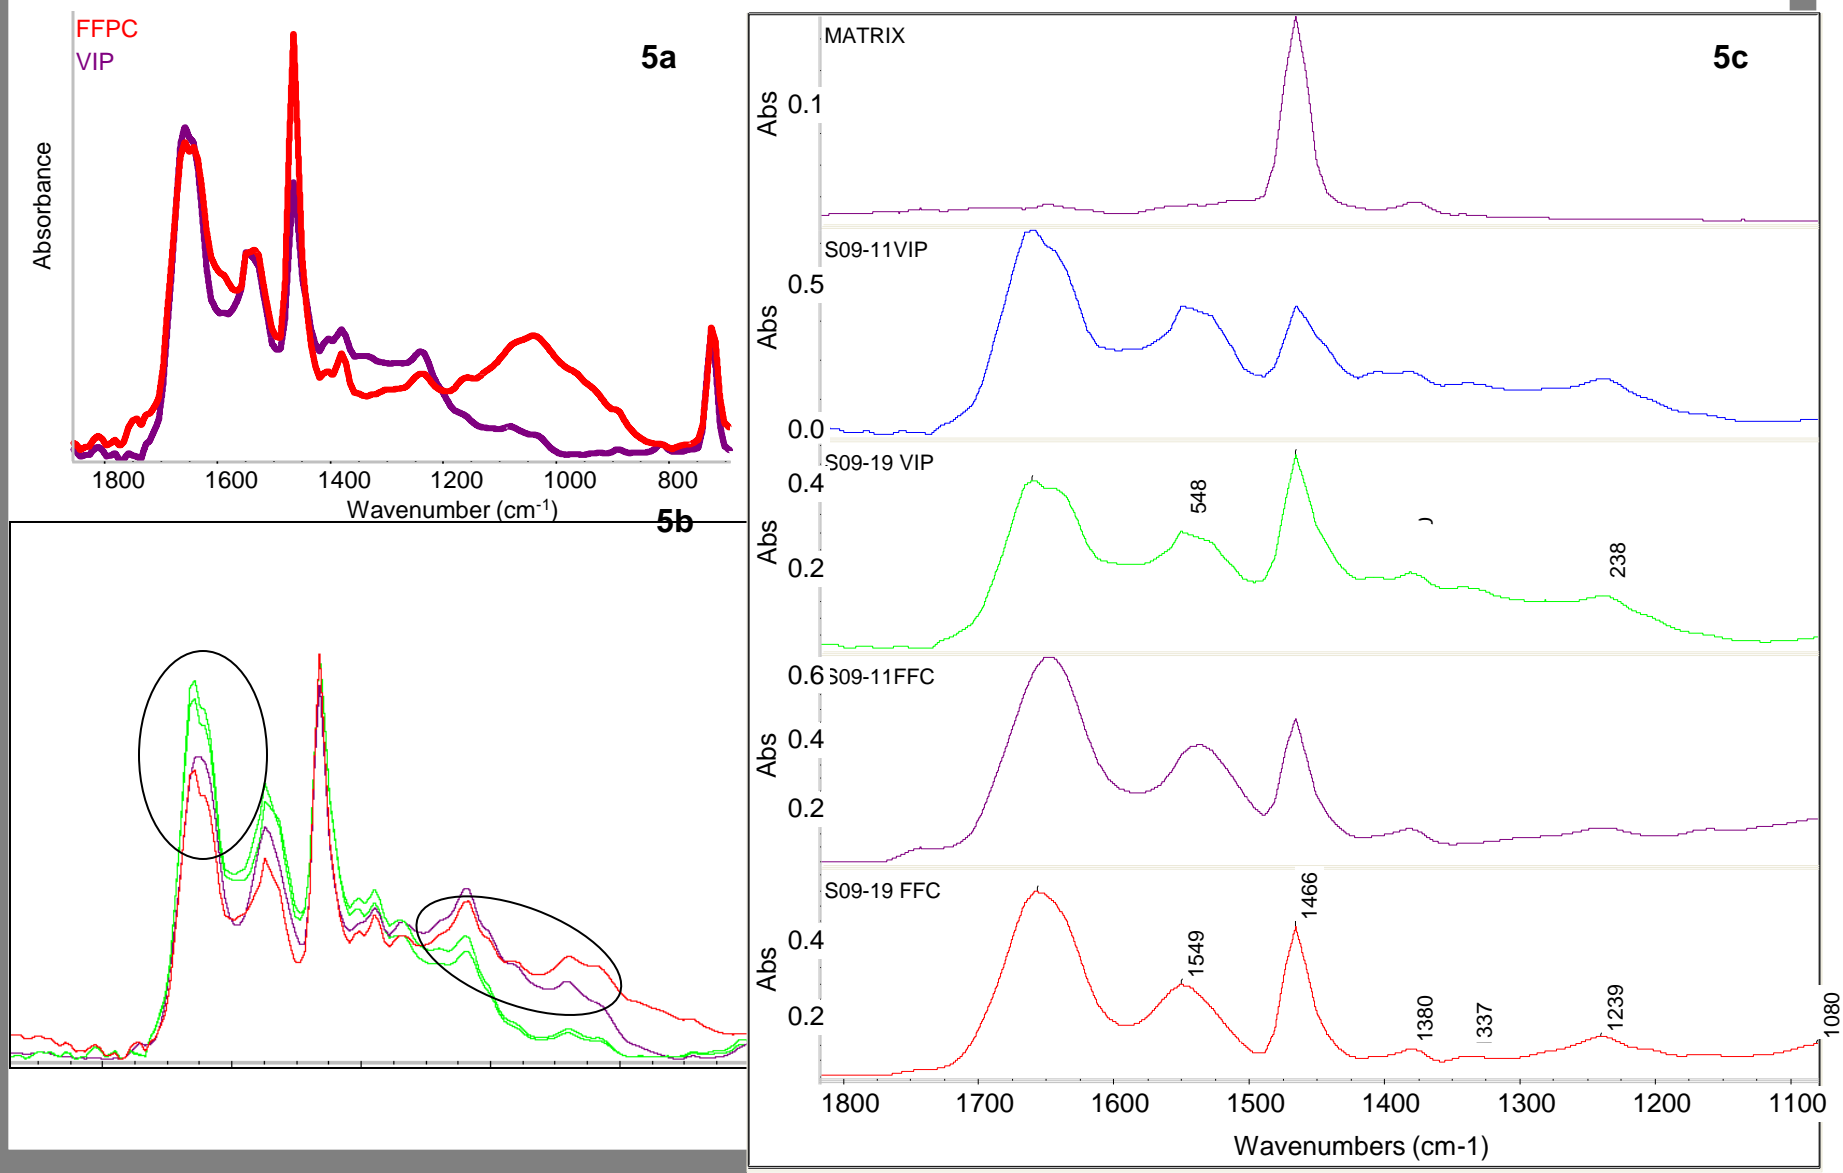 FFPC
VIP
5a
Absorbance
1800
1600
1400
1200
1000
800
Wavenumber (cm-1)
5b
5c
MATRIX
Abs
0.1
S09-11VIP
Abs
0.5
0.0
S09-19 VIP
Abs
0.4
0.2
548
238
S09-11FFC
Abs
0.6
0.4
0.2
S09-19 FFC
Abs
0.4
0.2
1549
1466
1380
337
1239
1080
1800
1700
1600
1500
1400
1300
1200
1100
Wavenumbers (cm-1)